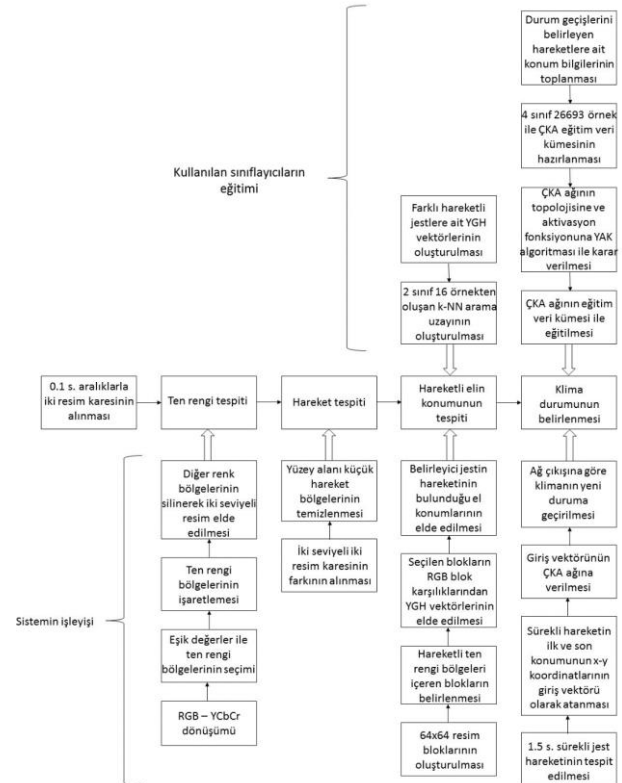 Durum geçişlerini
belirleyen
hareketlere ait
konum bilgilerinin
toplanması
4 sınıf 26693 örnek
ile ÇKA eğitim veri
kümesinin
hazırlanması
Kullanılan sınıflayıcıların
eğitimi
Farklı hareketli
jestlere ait YGH
vektörlerinin
oluşturulması
ÇKA ağının
topolojisine ve
aktivasyon
fonksiyonuna YAK
algoritması ile karar
verilmesi
2 sınıf 16 örnekten
oluşan k-NN arama
uzayının
oluşturulması
ÇKA ağının eğitim
veri kümesi ile
eğitilmesi
0.1 s. aralıklarla
iki resim karesinin
alınması
Ten rengi tespiti
Hareket tespiti
Hareketli elin
konumunun
tespiti
Klima
durumunun
belirlenmesi
Sistemin işleyişi
Diğer renk
bölgelerinin
silinerek iki seviyeli
resim elde
edilmesi
Ten rengi
bölgelerinin
işaretlemesi
Eşik değerler ile
ten rengi
bölgelerinin seçimi
RGB – YCbCr
dönüşümü
Yüzey alanı küçük
hareket
bölgelerinin
temizlenmesi
İki seviyeli iki
resim karesinin
farkının alınması
Belirleyici jestin
hareketinin
bulunduğu el
konumlarının
elde edilmesi
Seçilen blokların
RGB blok
karşılıklarından
YGH vektörlerinin
elde edilmesi
Hareketli ten
rengi bölgeleri
içeren blokların
belirlenmesi
64x64 resim
bloklarının
oluşturulması
Ağ çıkışına göre
klimanın yeni
duruma
geçirilmesi
Giriş vektörünün
ÇKA ağına
verilmesi
Sürekli hareketin
ilk ve son
konumunun x-y
koordinatlarının
giriş vektörü
olarak atanması
1.5 s. sürekli jest
hareketinin tespit
edilmesi